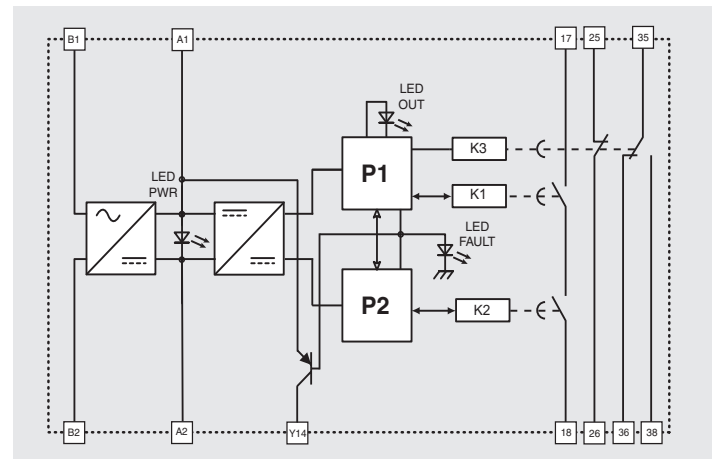 B1
A1
17
25
35
LED
OUT
P1
K3
LED
PWR
K1
LED
FAULT
P2
K2
B2
A2
Y14
18
26
36
38